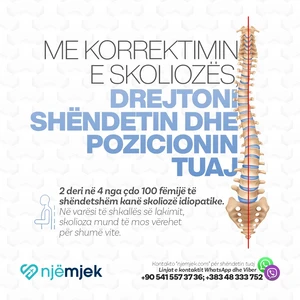 ME KORREKTIMIN
E SKOLIOZËS,
DREJTONI
SHËNDETIN DHE
POZICIONIN
TUAJ
2 deri në 4 nga çdo 100 fëmijë të
shëndetshëm kanë skoliozë idiopatike.
Në varësi të shkallës së lakimit,
skolioza mund të mos vërehet
për shumë vite.
njëmjek
Kontakto "njemjek.com" për shëndetin tuaj
Linjat e kontaktit WhatsApp dhe Viber
+90 541 557 37 36; +383 48 333 752